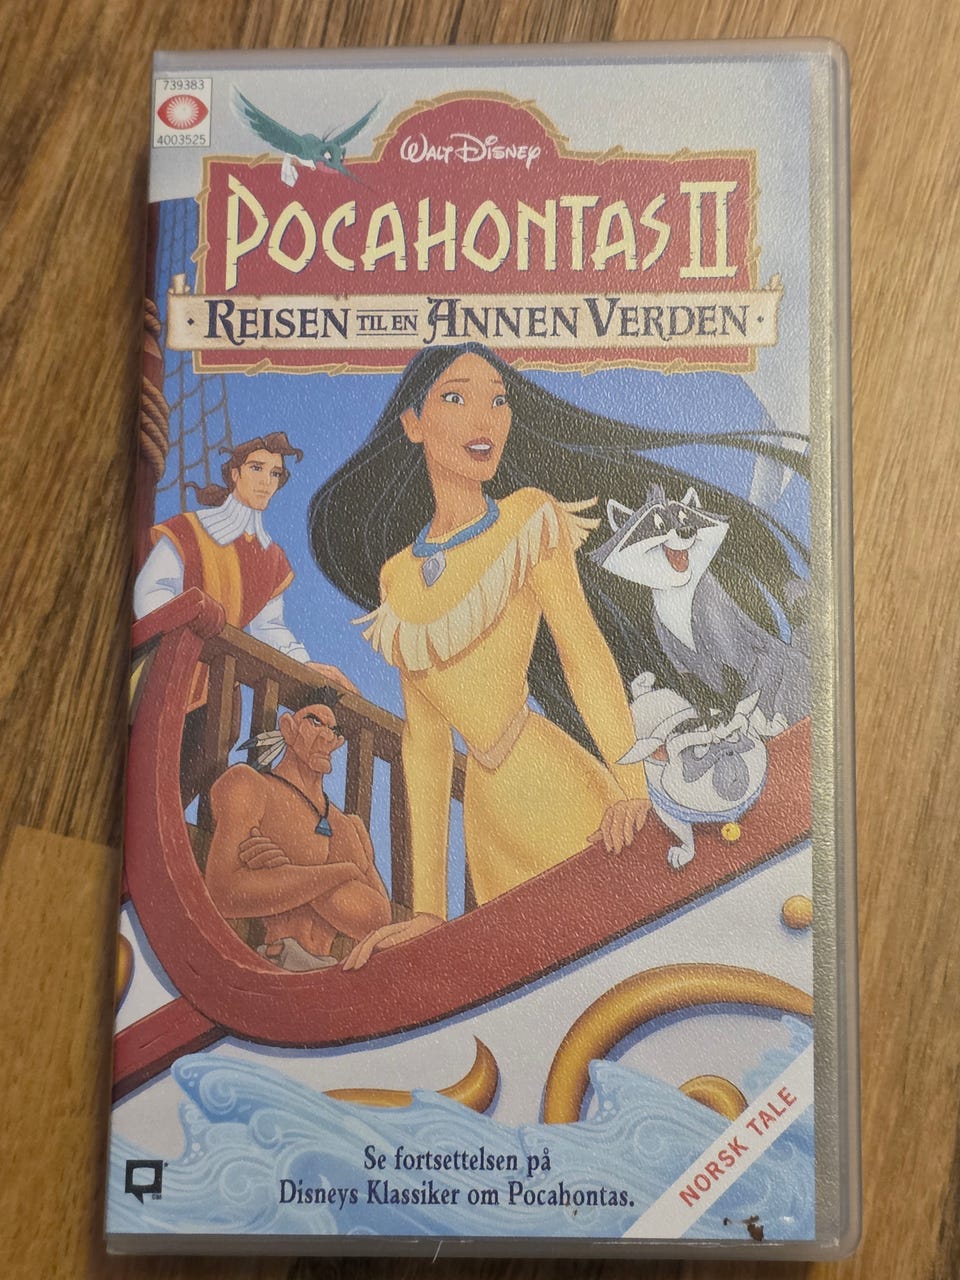 739383
4003525
WALT DISNEY
POCAHONTAS II
· REISEN TIL EN ANNEN VERDEN ·
Se fortsettelsen på
Disneys Klassiker om Pocahontas.
NORSK TALE